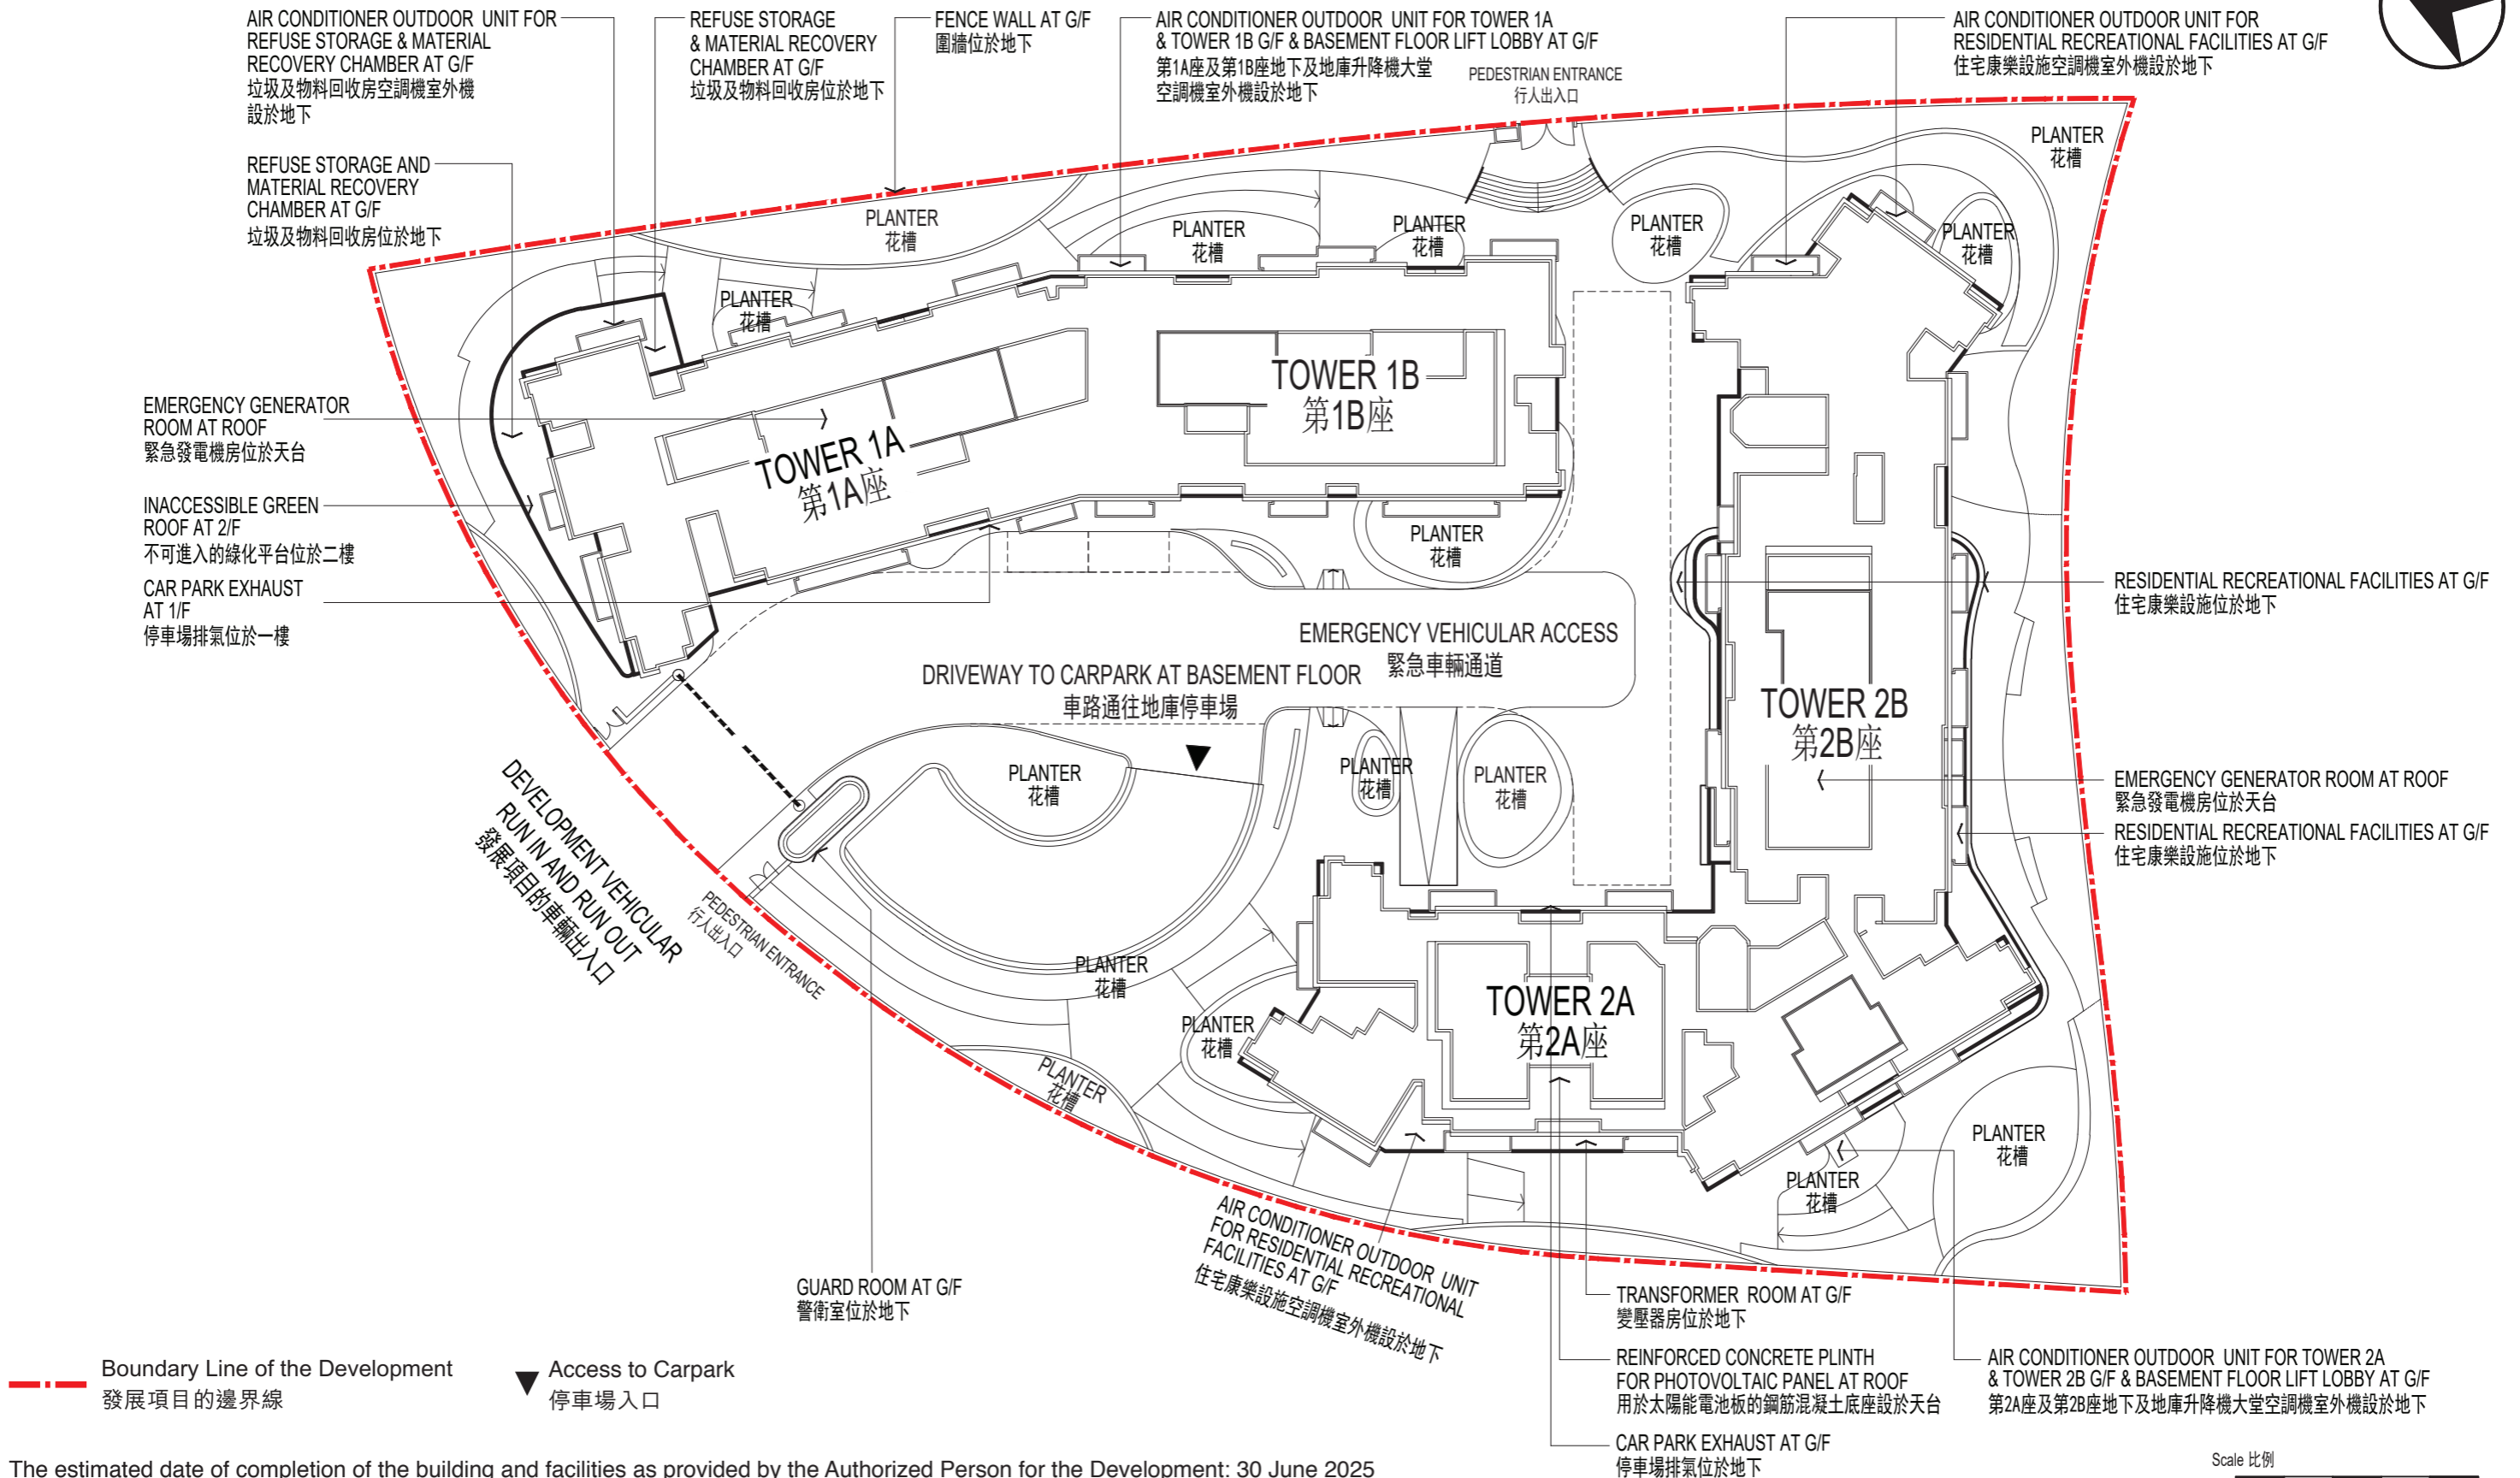 AIR CONDITIONER OUTDOOR UNIT FOR
REFUSE STORAGE & MATERIAL
RECOVERY CHAMBER AT G/F
垃圾及物料回收房空調機室外機
設於地下
REFUSE STORAGE
& MATERIAL RECOVERY
CHAMBER AT G/F
垃圾及物料回收房位於地下
FENCE WALL AT G/F
圍牆位於地下
AIR CONDITIONER OUTDOOR UNIT FOR TOWER 1A
& TOWER 1B G/F & BASEMENT FLOOR LIFT LOBBY AT G/F
第1A座及第1B座地下及地庫升降機大堂
空調機室外機設於地下
PEDESTRIAN ENTRANCE
行人出入口
AIR CONDITIONER OUTDOOR UNIT FOR
RESIDENTIAL RECREATIONAL FACILITIES AT G/F
住宅康樂設施空調機室外機設於地下
REFUSE STORAGE AND
MATERIAL RECOVERY
CHAMBER AT G/F
垃圾及物料回收房位於地下
PLANTER
花槽
PLANTER
花槽
PLANTER
花槽
PLANTER
花槽
PLANTER
花槽
PLANTER
花槽
PLANTER
花槽
TOWER 1B
第1B座
EMERGENCY GENERATOR
ROOM AT ROOF
緊急發電機房位於天台
TOWER 1A
第1A座
INACCESSIBLE GREEN
ROOF AT 2/F
不可進入的綠化平台位於二樓
PLANTER
花槽
CAR PARK EXHAUST
AT 1/F
停車場排氣位於一樓
RESIDENTIAL RECREATIONAL FACILITIES AT G/F
住宅康樂設施位於地下
EMERGENCY VEHICULAR ACCESS
緊急車輛通道
DRIVEWAY TO CARPARK AT BASEMENT FLOOR
車路通往地庫停車場
TOWER 2B
第2B座
PLANTER
花槽
PLANTER
花槽
PLANTER
花槽
EMERGENCY GENERATOR ROOM AT ROOF
緊急發電機房位於天台
RESIDENTIAL RECREATIONAL FACILITIES AT G/F
住宅康樂設施位於地下
DEVELOPMENT VEHICULAR
RUN IN AND RUN OUT
發展項目的車輛出入口
PEDESTRIAN ENTRANCE
行人出入口
PLANTER
花槽
TOWER 2A
第2A座
PLANTER
花槽
PLANTER
花槽
PLANTER
花槽
PLANTER
花槽
AIR CONDITIONER OUTDOOR UNIT
FOR RESIDENTIAL RECREATIONAL
FACILITIES AT G/F
住宅康樂設施空調機室外機設於地下
GUARD ROOM AT G/F
警衛室位於地下
TRANSFORMER ROOM AT G/F
變壓器房位於地下
REINFORCED CONCRETE PLINTH
FOR PHOTOVOLTAIC PANEL AT ROOF
用於太陽能電池板的鋼筋混凝土底座設於天台
AIR CONDITIONER OUTDOOR UNIT FOR TOWER 2A
& TOWER 2B G/F & BASEMENT FLOOR LIFT LOBBY AT G/F
第2A座及第2B座地下及地庫升降機大堂空調機室外機設於地下
CAR PARK EXHAUST AT G/F
停車場排氣位於地下
Boundary Line of the Development
發展項目的邊界線
Access to Carpark
停車場入口
Scale 比例
The estimated date of completion of the building and facilities as provided by the Authorized Person for the Development: 30 June 2025